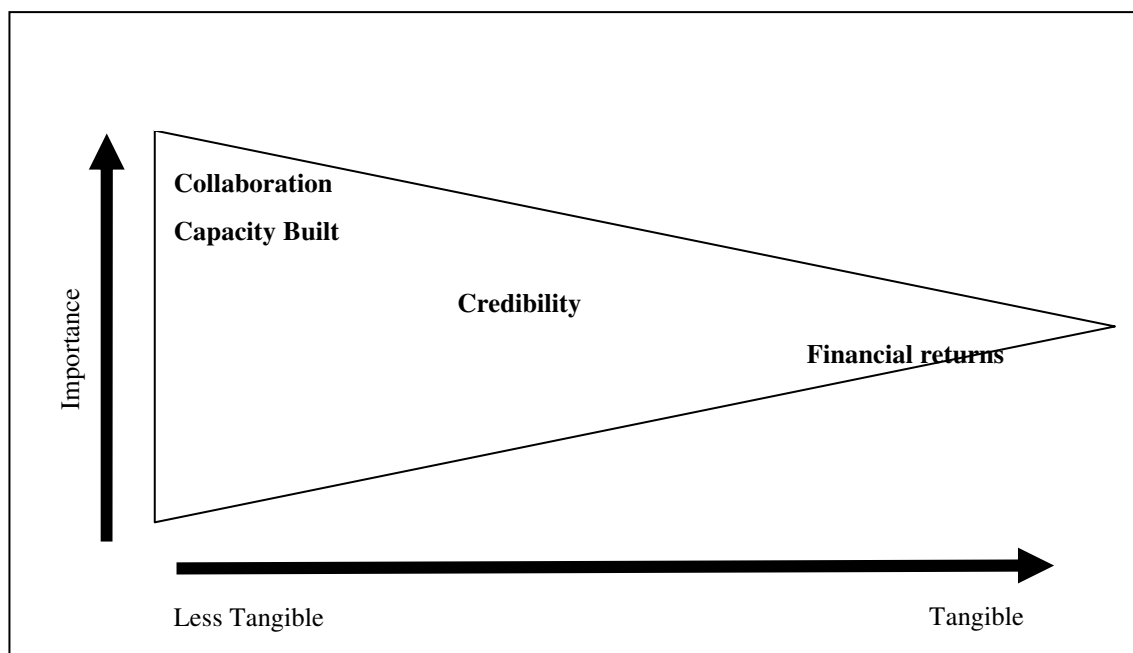 Collaboration
Capacity Built
Credibility
Financial returns
Importance
Less Tangible
Tangible